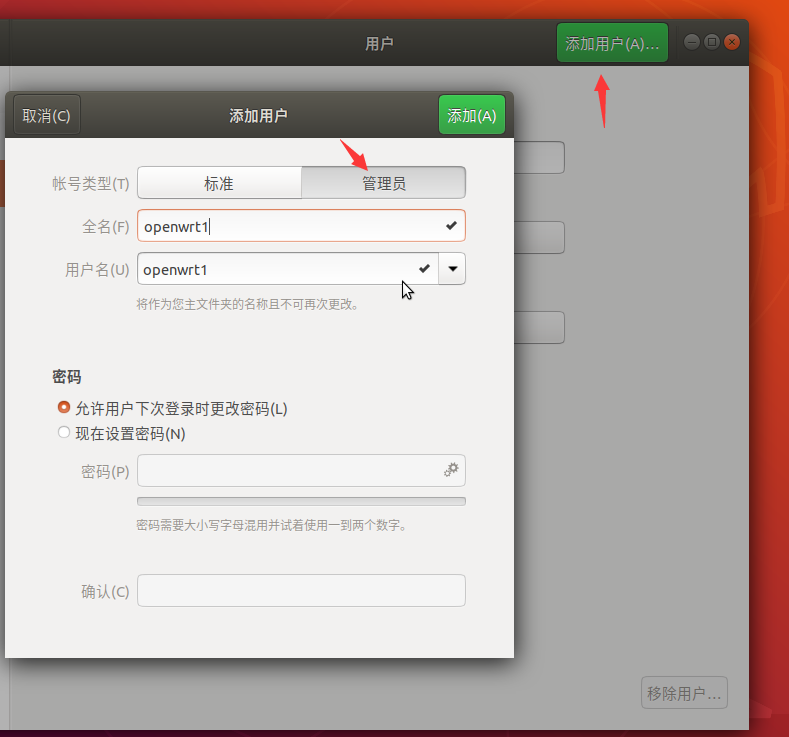 用户
添加用户(A)...
取消(C)
添加用户
添加(A)
帐号类型(T)
标准
管理员
全名(F)
openwrt1
用户名(U)
openwrt1
将作为您主文件夹的名称且不可再次更改。
密码
允许用户下次登录时更改密码(L)
现在设置密码(N)
密码(P)
密码需要大小写字母混用并试着使用一到两个数字。
确认(C)
移除用户...